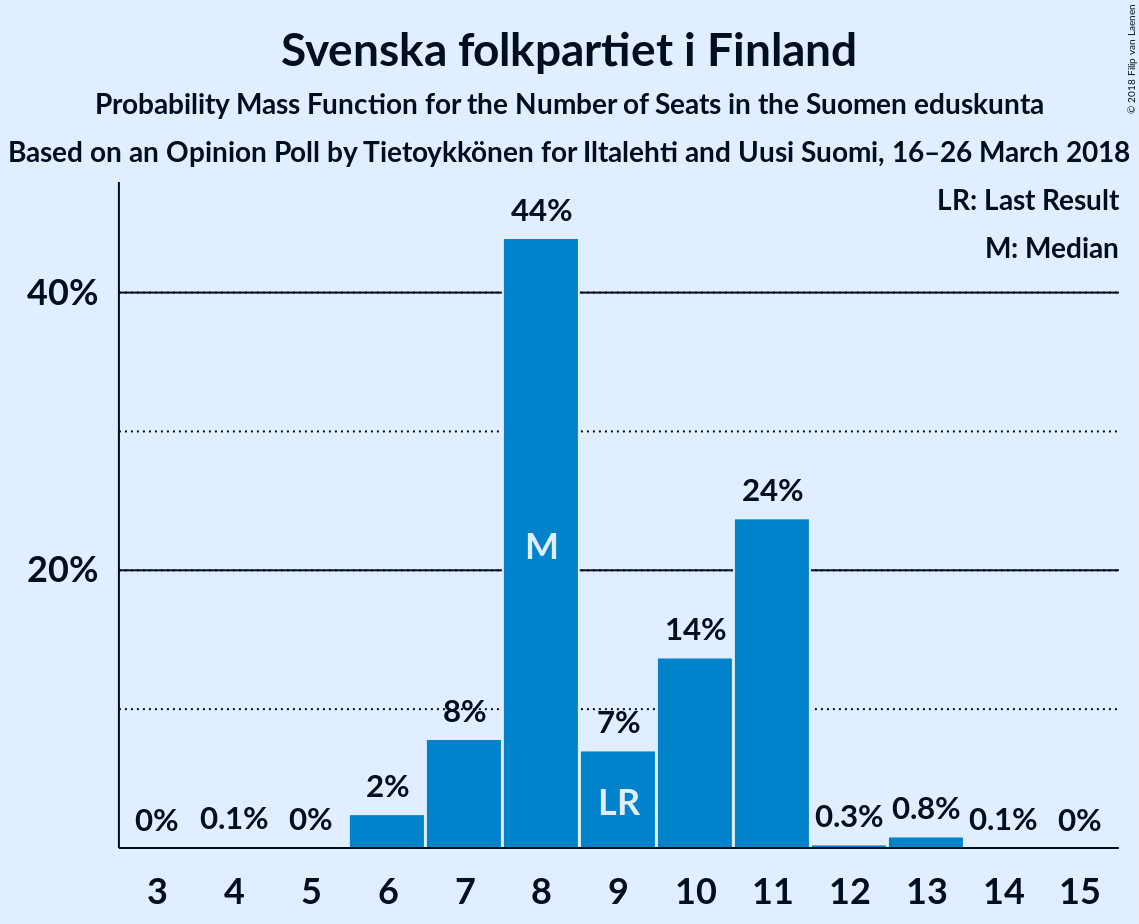 Svenska folkpartiet i Finland
Probability Mass Function for the Number of Seats in the Suomen eduskunta
Based on an Opinion Poll by Tietoykkönen for Iltalehti and Uusi Suomi, 16–26 March 2018
© 2018 Filip van Laenen
LR: Last Result
M: Median
40%
20%
0%
0.1%
0%
2%
8%
44%
7%
14%
24%
0.3%
0.8%
0.1%
0%
M
LR
3 4 5 6 7 8 9 10 11 12 13 14 15